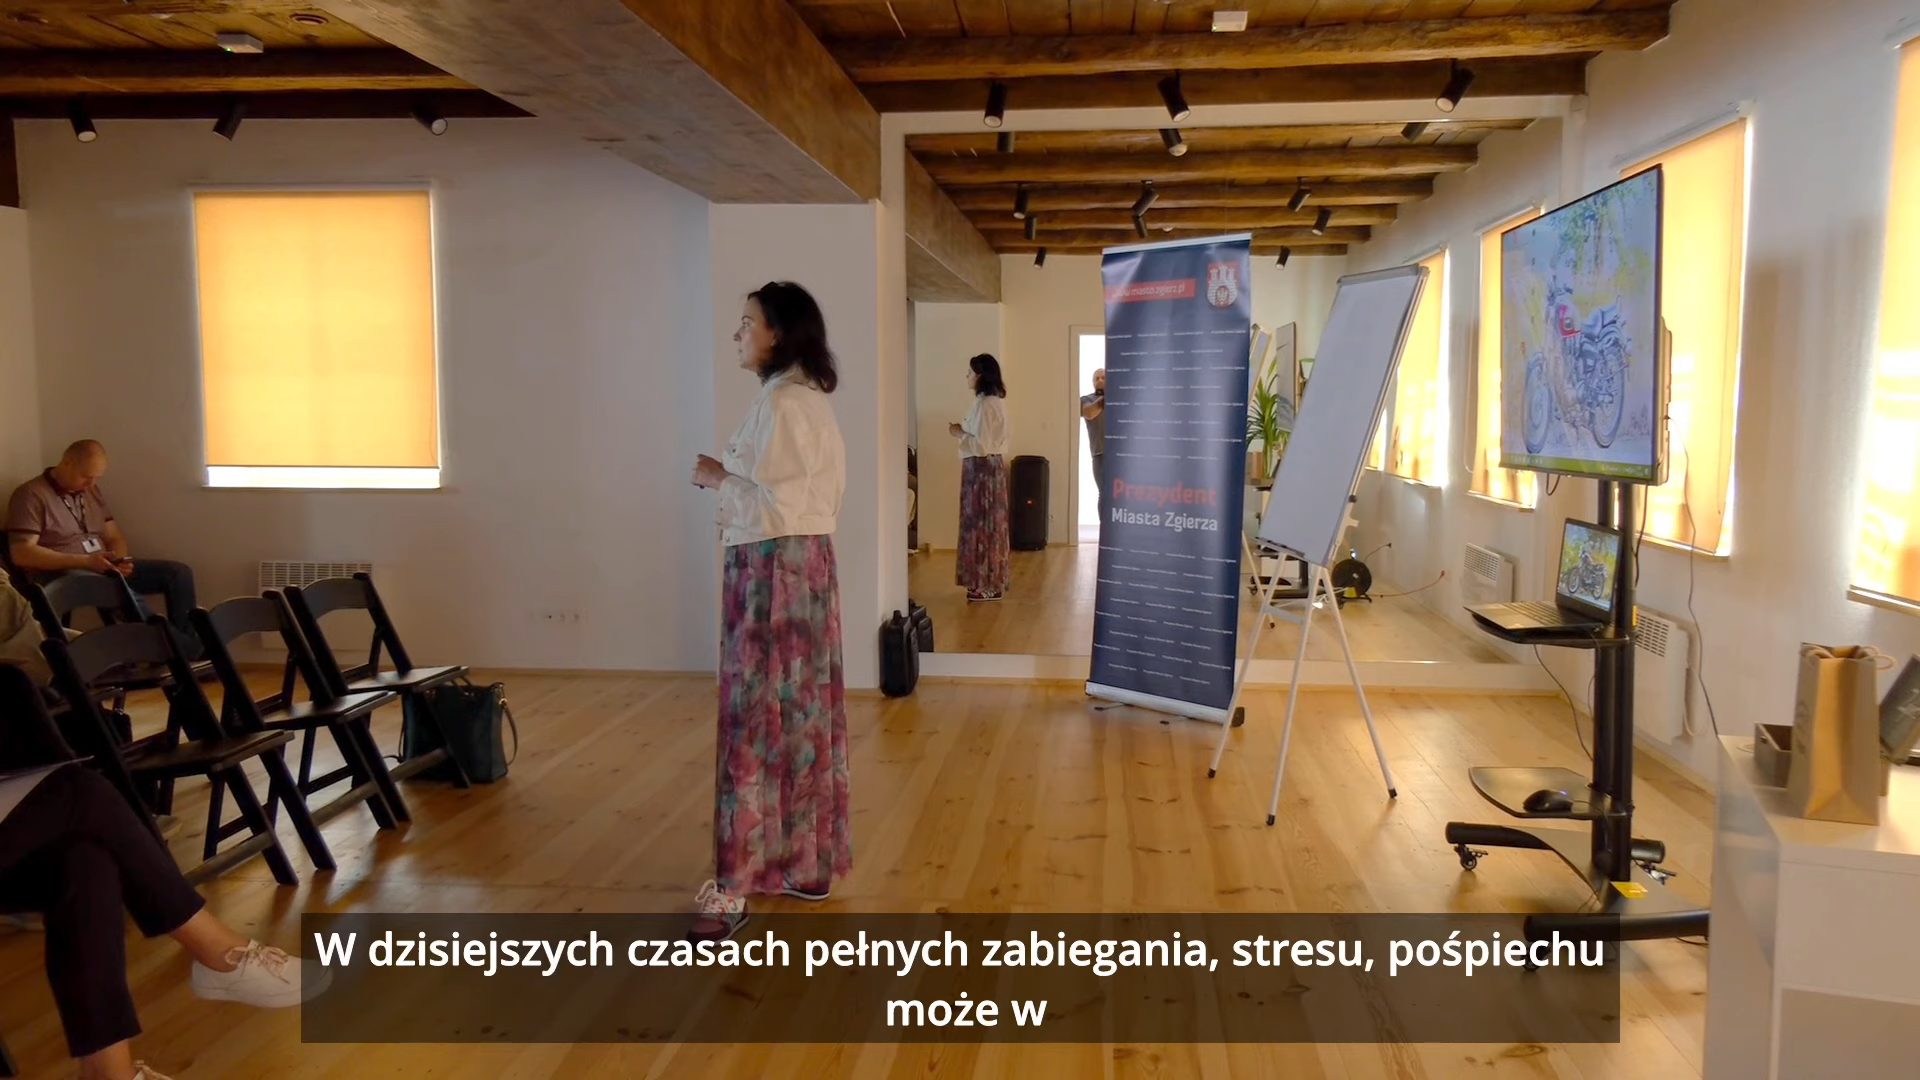 miasto.zgierz.pl
Prezydent
Miasta Zgierza
W dzisiejszych czasach pełnych zabiegania, stresu, pośpiechu
może w